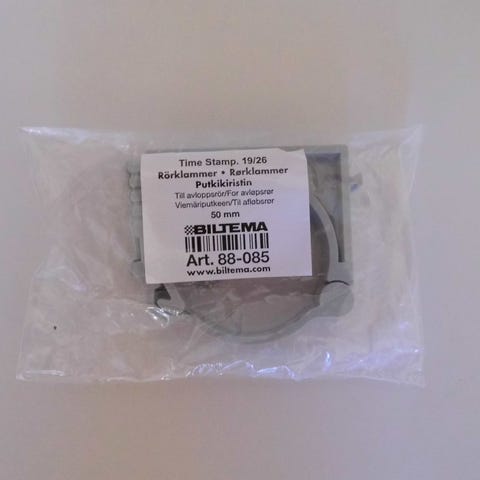 Time Stamp. 19/26
Rörklammer • Rørklammer
Putkikiristin
Till avloppsrör/For avløpsrør
Viemäriputkeen/Til afløbsrør
50 mm
BILTEMA
Art. 88-085
www.biltema.com